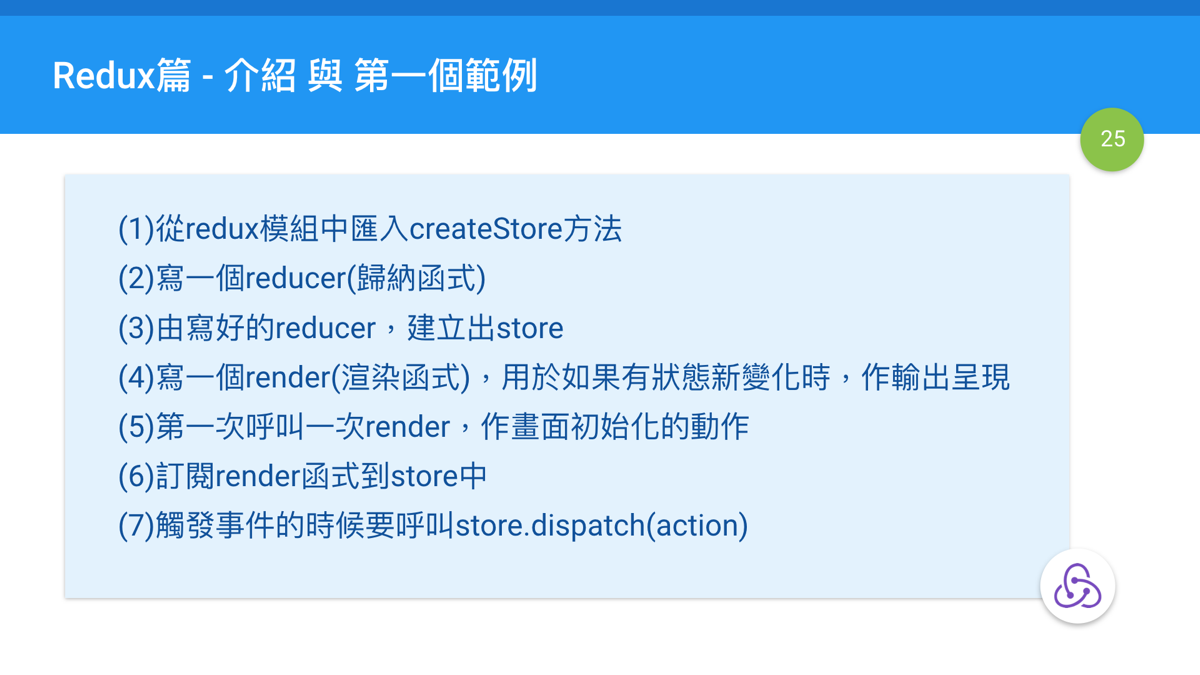 Redux篇 - 介紹 與 第一個範例
25
(1)從redux模組中匯入createStore方法
(2)寫一個reducer(歸納函式)
(3)由寫好的reducer，建立出store
(4)寫一個render(渲染函式)，用於如果有狀態新變化時，作輸出呈現
(5)第一次呼叫一次render，作畫面初始化的動作
(6)訂閱render函式到store中
(7)觸發事件的時候要呼叫store.dispatch(action)